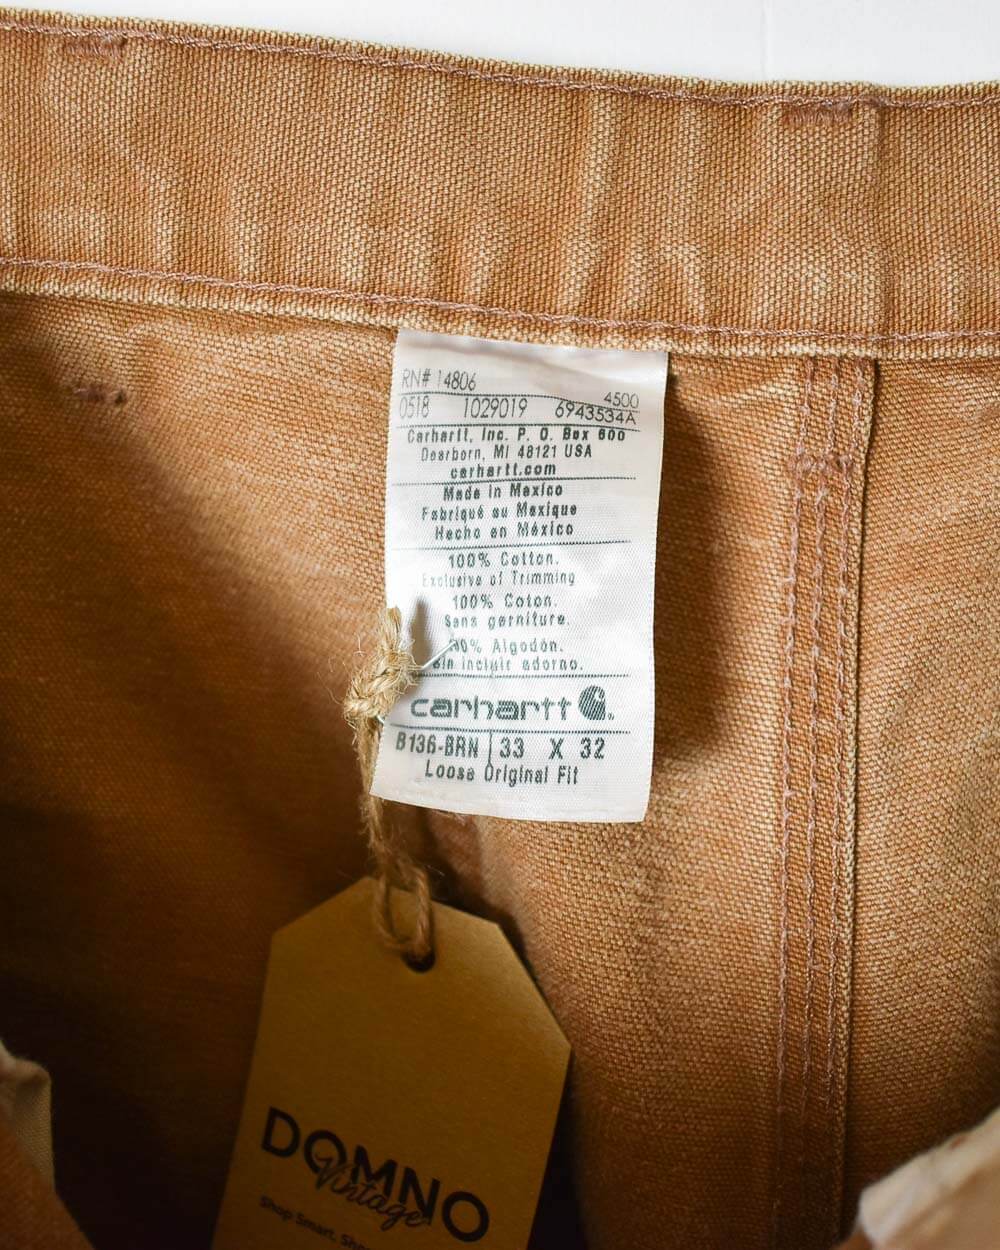 RN# 14806
4500
0518 1029019 6943534A
Carhartt, Inc. P. O. Box 600
Dearborn, MI 48121 USA
carhartt.com
Made in Mexico
Fabriqué au Mexique
Hecho en México
100% Cotton.
Exclusive of Trimming
100% Coton.
Sans garniture.
00% Algodón.
Sin incluir adorno.
carhartt
B136-BRN 33 X 32
Loose Original Fit
DOMNO
Vintage
Shop Smart.